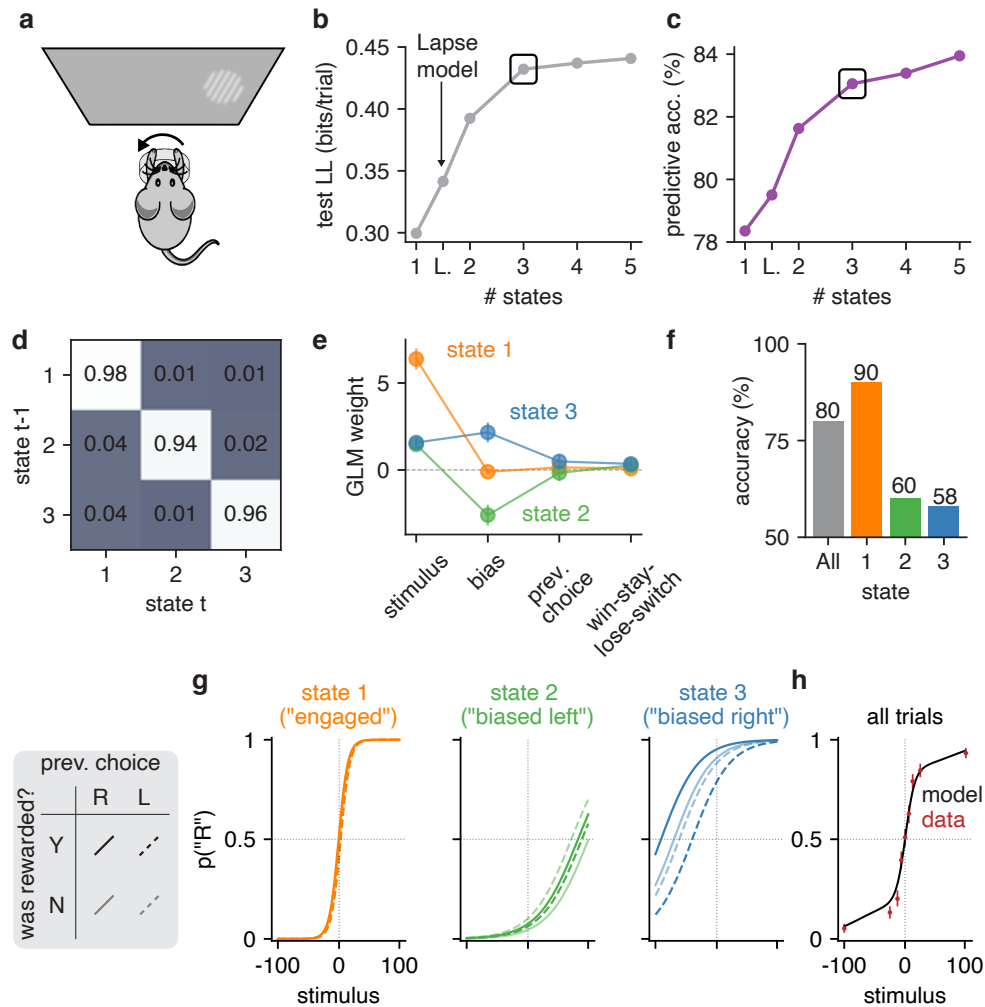 a
b
Lapse
model
test LL (bits/trial)
0.45
0.40
0.35
0.30
1 L. 2 3 4 5
# states
c
predictive acc. (%)
84
82
80
78
1 L. 2 3 4 5
# states
d
state t-1
1 0.98 0.01 0.01
2 0.04 0.94 0.02
3 0.04 0.01 0.96
1 2 3
state t
e
GLM weight
5
0
state 1
state 3
state 2
stimulus
bias
prev.
choice
win-stay-
lose-switch
f
accuracy (%)
100
75
50
80
90
60
58
All 1 2 3
state
prev. choice
was rewarded?
R L
Y
N
g
state 1
("engaged")
state 2
("biased left")
state 3
("biased right")
p("R")
1
0.5
0
-100 0 100
stimulus
h
all trials
1
0.5
0
model
data
-100 0 100
stimulus